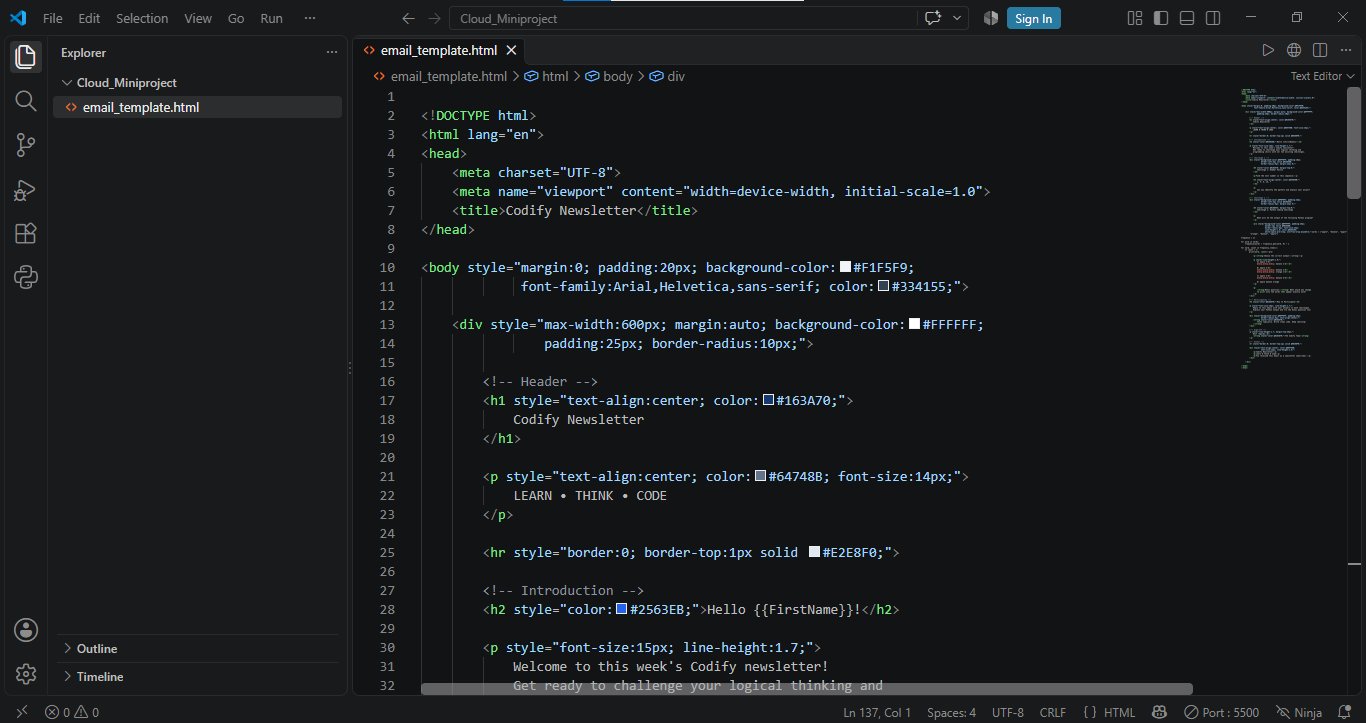 File Edit Selection View Go Run ···
Cloud_Miniproject
Sign In
Explorer
Cloud_Miniproject
email_template.html
Outline
Timeline
email_template.html
email_template.html > html > body > div
Text Editor
1
2 <!DOCTYPE html>
3 <html lang="en">
4 <head>
5 <meta charset="UTF-8">
6 <meta name="viewport" content="width=device-width, initial-scale=1.0">
7 <title>Codify Newsletter</title>
8 </head>
9
10 <body style="margin:0; padding:20px; background-color:#F1F5F9;
11 font-family:Arial,Helvetica,sans-serif; color:#334155;">
12
13 <div style="max-width:600px; margin:auto; background-color:#FFFFFF;
14 padding:25px; border-radius:10px;">
15
16 <!-- Header -->
17 <h1 style="text-align:center; color:#163A70;">
18 Codify Newsletter
19 </h1>
20
21 <p style="text-align:center; color:#64748B; font-size:14px;">
22 LEARN • THINK • CODE
23 </p>
24
25 <hr style="border:0; border-top:1px solid #E2E8F0;">
26
27 <!-- Introduction -->
28 <h2 style="color:#2563EB;">Hello {{FirstName}}!</h2>
29
30 <p style="font-size:15px; line-height:1.7;">
31 Welcome to this week's Codify newsletter!
32 Get ready to challenge your logical thinking and
0 0
Ln 137, Col 1 Spaces: 4 UTF-8 CRLF {} HTML Port : 5500 Ninja